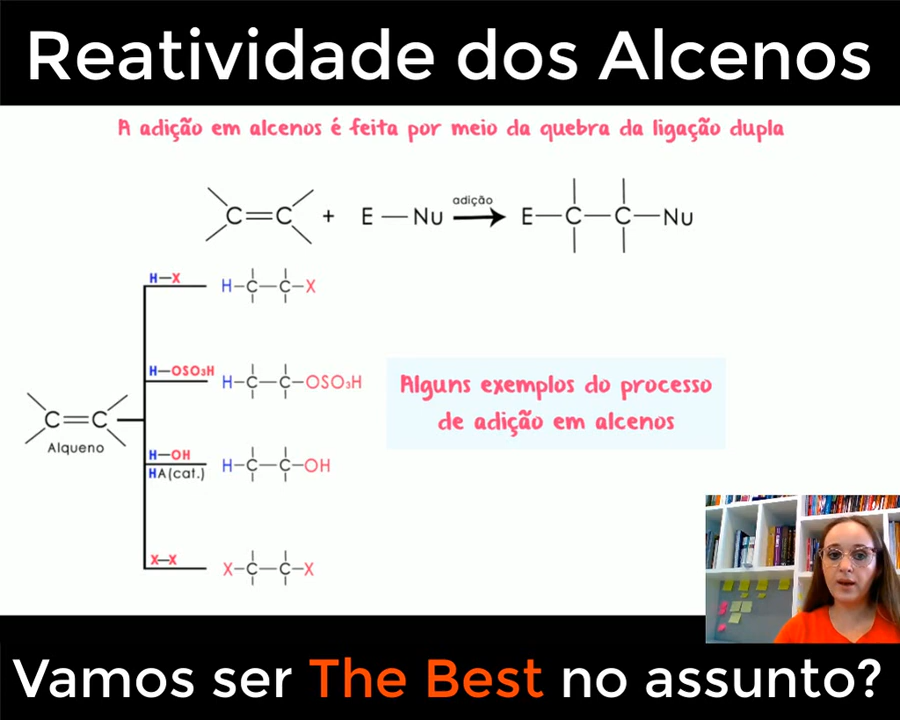 Reatividade dos Alcenos
A adição em alcenos é feita por meio da quebra da ligação dupla
C=C + E—Nu adição E—C—C—Nu
H—X
H—C—C—X
H—OSO₃H
H—C—C—OSO₃H
Alguns exemplos do processo
de adição em alcenos
C=C
Alqueno
H—OH
HA(cat.)
H—C—C—OH
X—X
X—C—C—X
Vamos ser The Best no assunto?